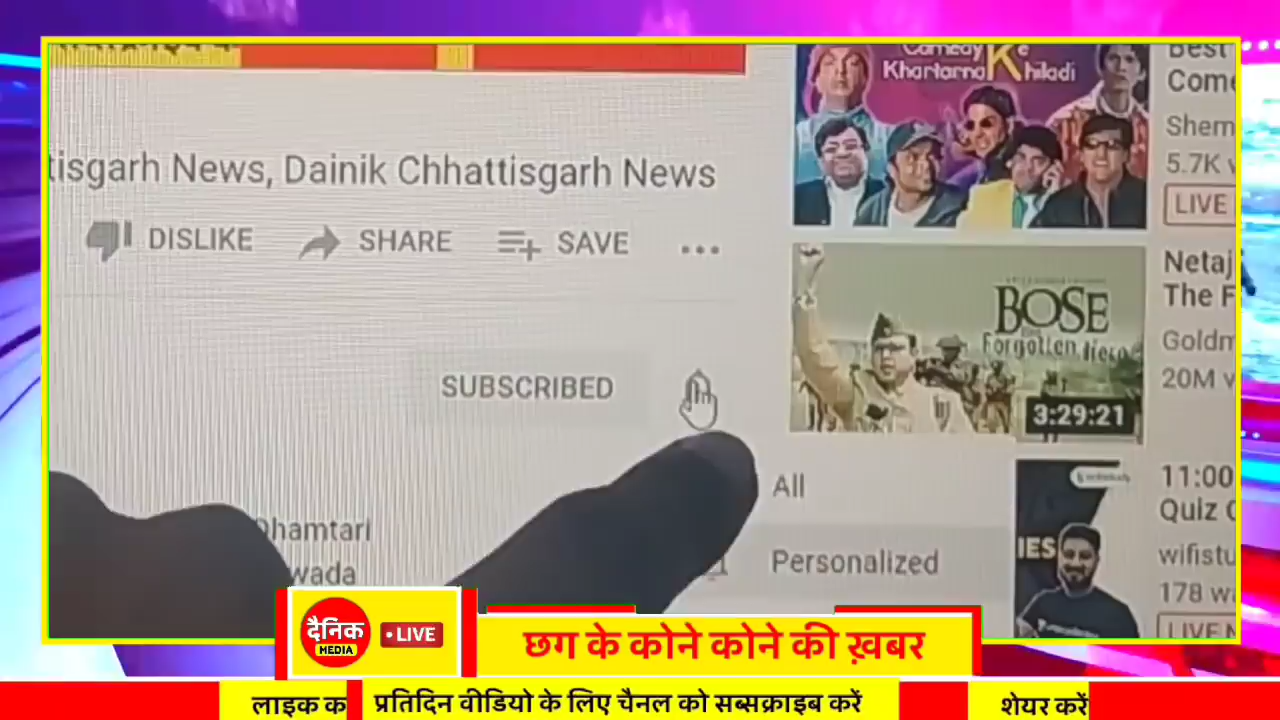 Comedy Ke
Khartarnak Khiladi
Best
Come
Shem
5.7K v
LIVE
tisgarh News, Dainik Chhattisgarh News
DISLIKE SHARE SAVE ...
BOSE
Forgotten Hero
3:29:21
Netaj
The F
Goldm
20M v
SUBSCRIBED
All
Personalized
IES
11:00
Quiz
wifistu
178 w
LIVE N
Dhamtari
wada
दैनिक
MEDIA
• LIVE
छग के कोने कोने की ख़बर
लाइक क
प्रतिदिन वीडियो के लिए चैनल को सब्सक्राइब करें
शेयर करें